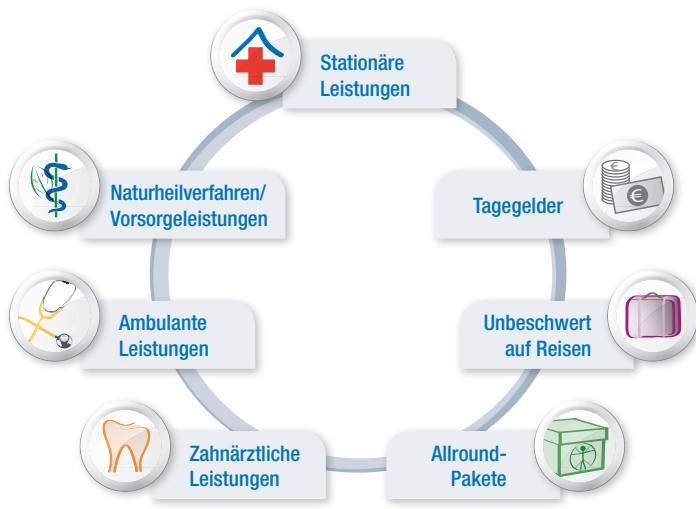 Stationäre
Leistungen
Naturheilverfahren/
Vorsorgeleistungen
Tagegelder
€
€
Ambulante
Leistungen
Unbeschwert
auf Reisen
Zahnärztliche
Leistungen
Allround-
Pakete